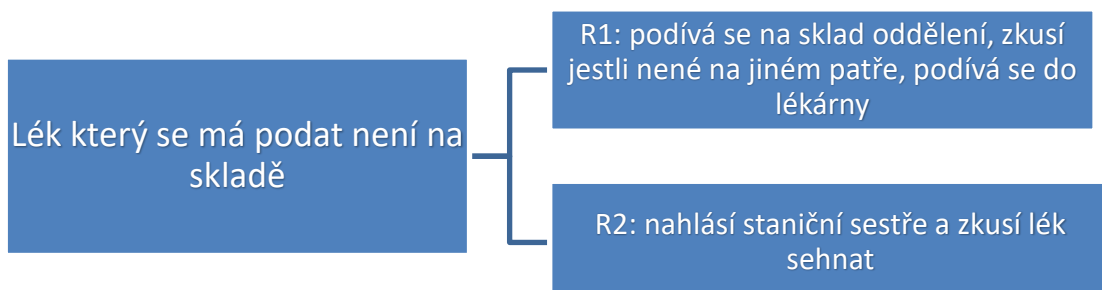 Lék který se má podat není na
skladě
R1: podívá se na sklad oddělení, zkusí
jestli nené na jiném patře, podívá se do
lékárny
R2: nahlásí staniční sestře a zkusí lék
sehnat